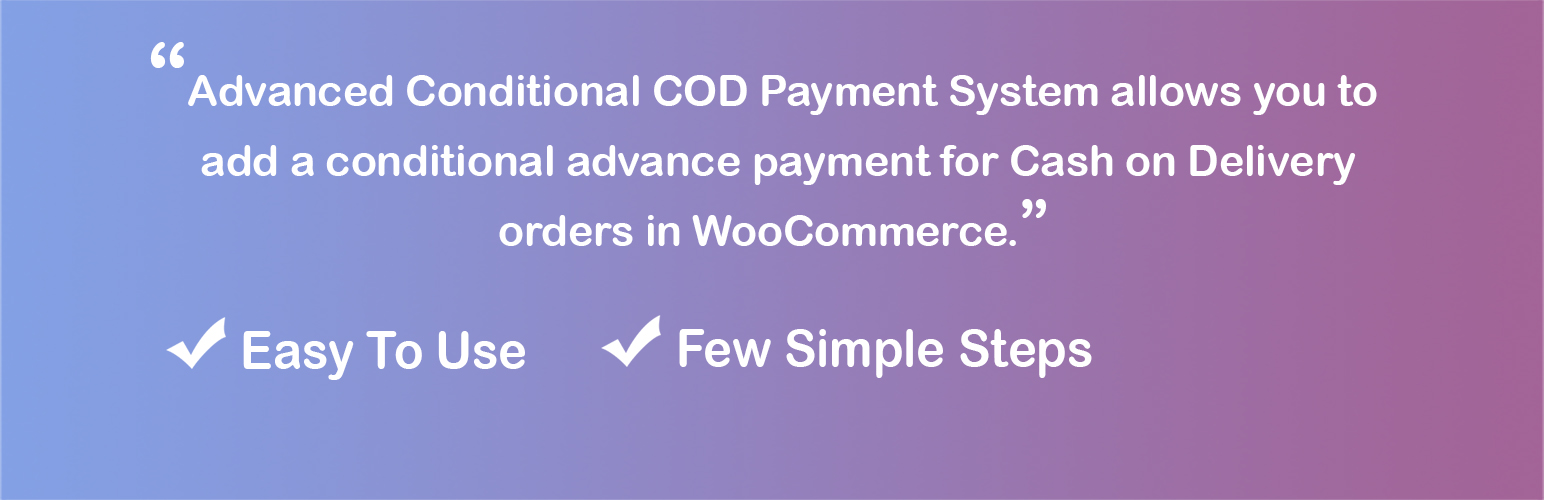 “Advanced Conditional COD Payment System allows you to
add a conditional advance payment for Cash on Delivery
orders in WooCommerce.”
Easy To Use
Few Simple Steps